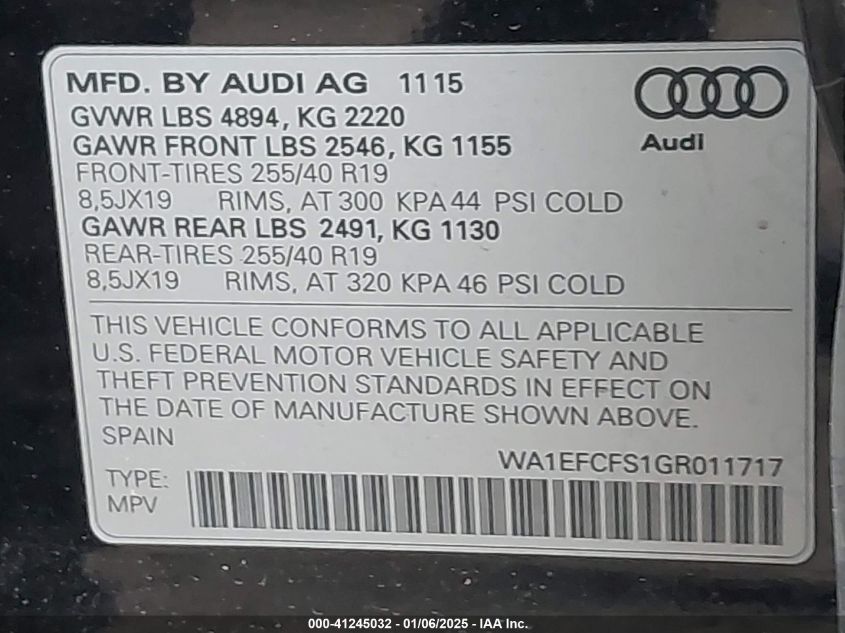 MFD. BY AUDI AG 11 15
GVWR LBS 4894, KG 2220
GAWR FRONT LBS 2546, KG 1155
FRONT-TIRES 255/40 R19
8,5JX19 RIMS, AT 300 KPA 44 PSI COLD
GAWR REAR LBS 2491, KG 1130
REAR-TIRES 255/40 R19
8,5JX19 RIMS, AT 320 KPA 46 PSI COLD
Audi
THIS VEHICLE CONFORMS TO ALL APPLICABLE
U.S. FEDERAL MOTOR VEHICLE SAFETY AND
THEFT PREVENTION STANDARDS IN EFFECT ON
THE DATE OF MANUFACTURE SHOWN ABOVE.
SPAIN
WA1EFCFS1GR011717
TYPE:
MPV
000-41245032 - 01/06/2025 - IAA Inc.